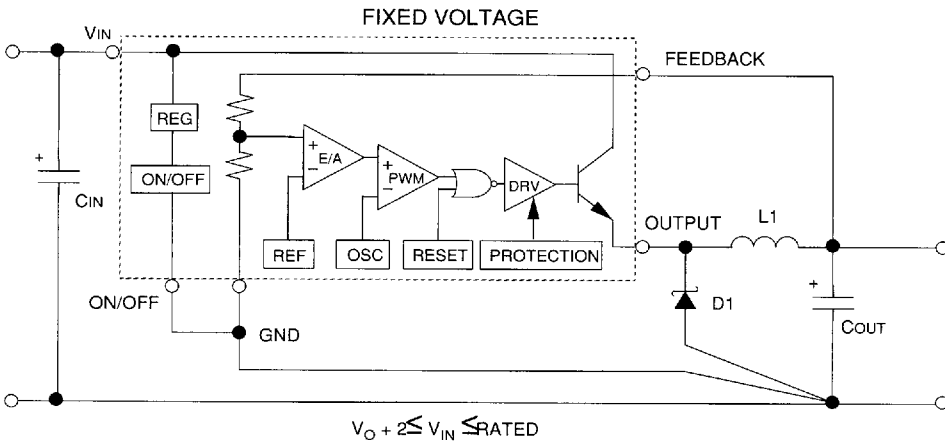 FIXED VOLTAGE
VIN
FEEDBACK
REG
ON/OFF
+
CIN
+
E/A
−
+
PWM
−
DRV
REF
OSC
RESET
PROTECTION
OUTPUT
L1
D1
+
COUT
ON/OFF
GND
VO + 2 ≤ VIN ≤ RATED